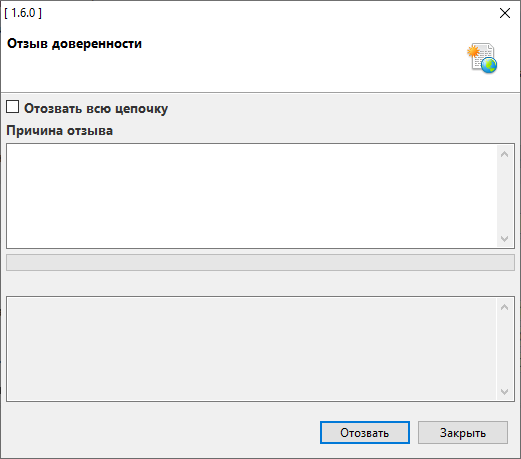 [ 1.6.0 ]
Отзыв доверенности
Отозвать всю цепочку
Причина отзыва
Отозвать
Закрыть